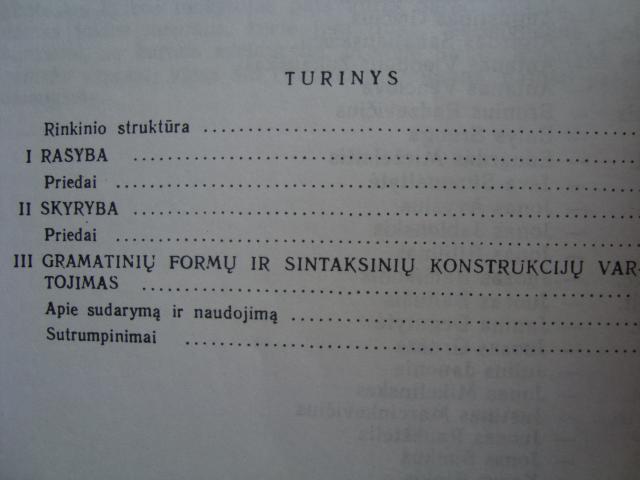 TURINYS
Rinkinio struktūra
I RAŠYBA
Priedai
II SKYRYBA
Priedai
III GRAMATINIŲ FORMŲ IR SINTAKSINIŲ KONSTRUKCIJŲ VAR-
TOJIMAS
Apie sudarymą ir naudojimą
Sutrumpinimai